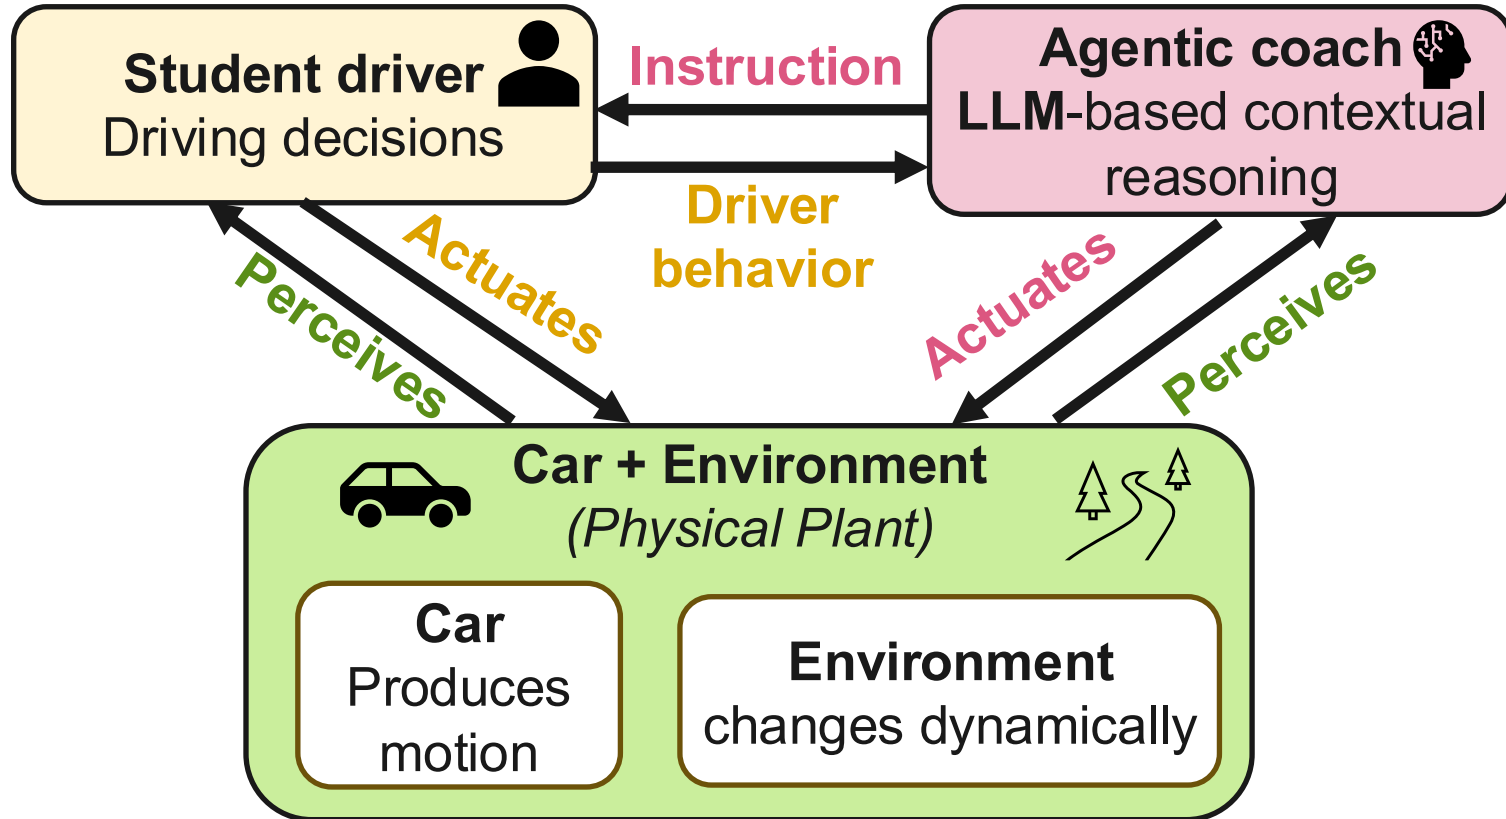 Student driver
Driving decisions
Instruction
Agentic coach
LLM-based contextual
reasoning
Driver
behavior
Perceives
Actuates
Actuates
Perceives
Car + Environment
(Physical Plant)
Car
Produces
motion
Environment
changes dynamically